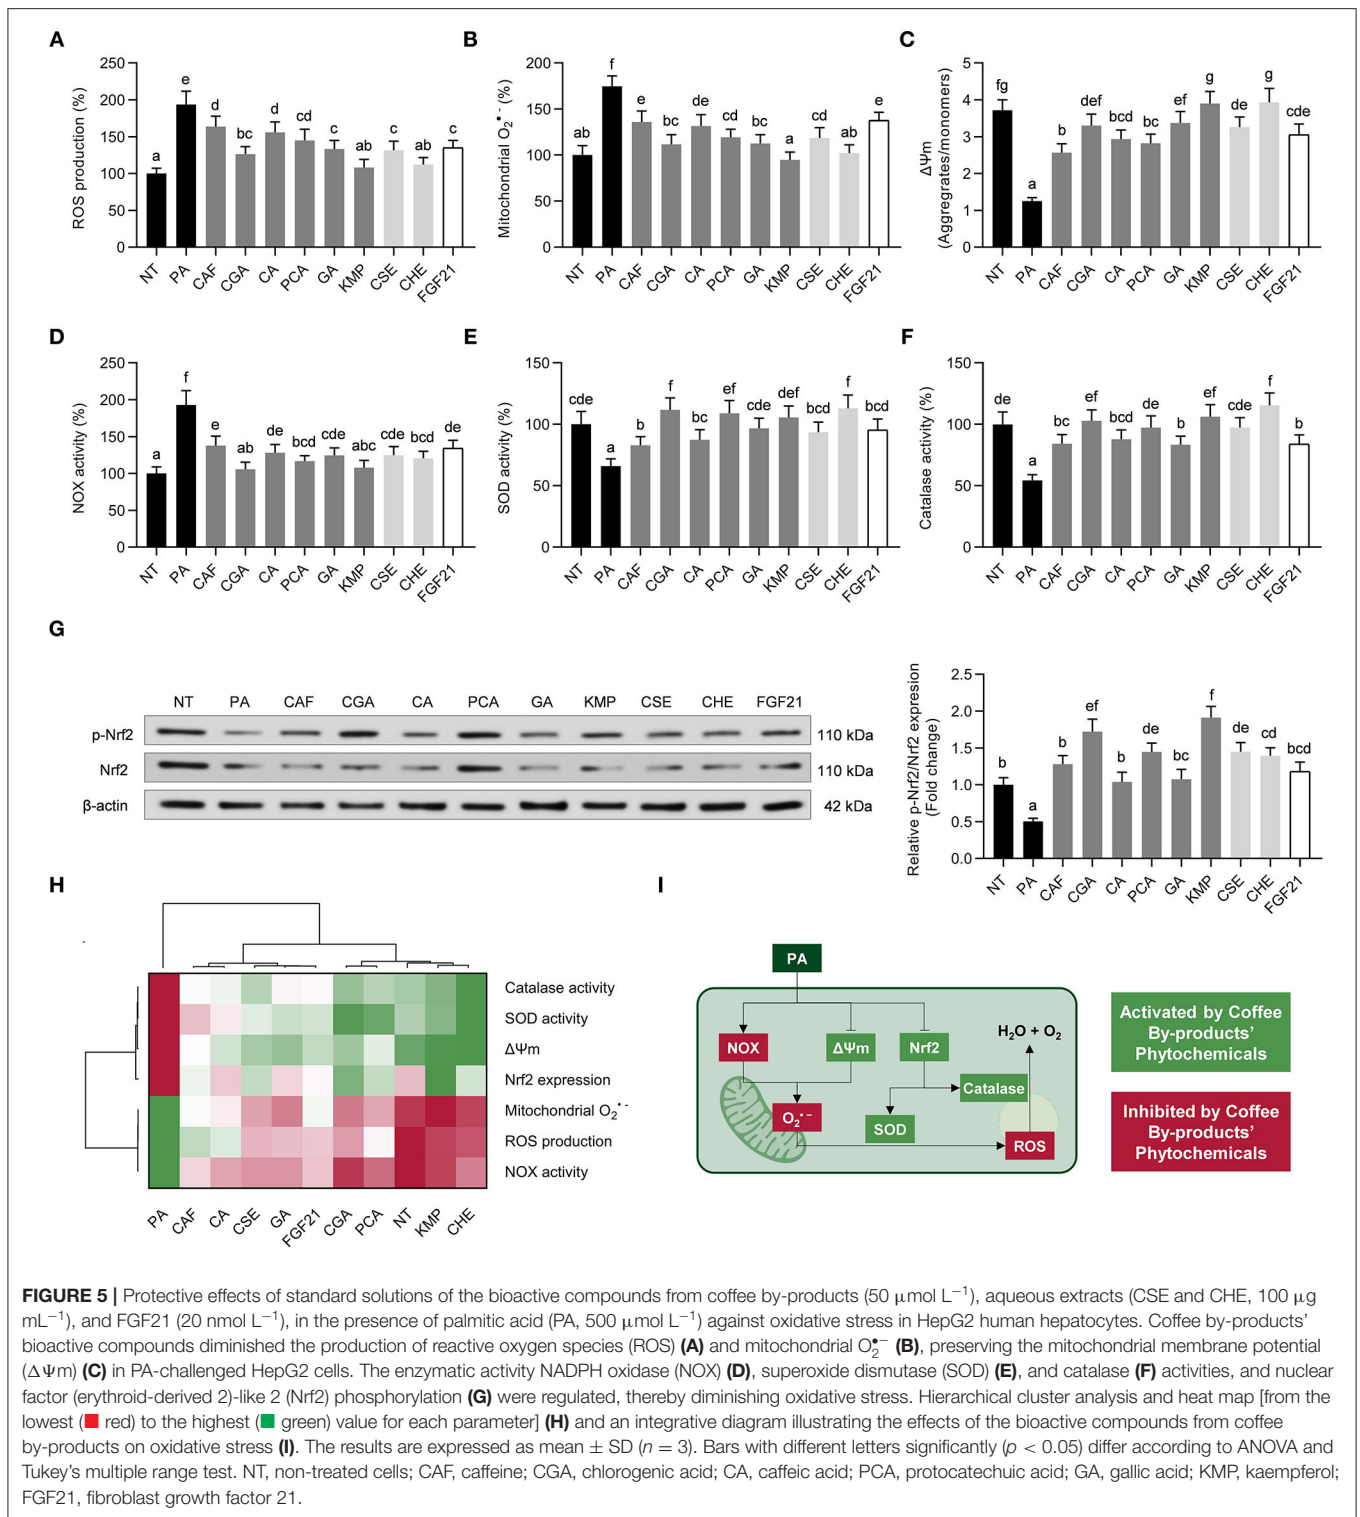 A
ROS production (%)
250
200
150
100
50
0
a
e
d
bc
d
cd
c
ab
c
ab
c
NT
PA
CAF
CGA
CA
PCA
GA
KMP
CSE
CHE
FGF21
B
Mitochondrial O₂•- (%)
200
150
100
50
0
ab
f
e
bc
de
cd
bc
a
cd
ab
e
NT
PA
CAF
CGA
CA
PCA
GA
KMP
CSE
CHE
FGF21
C
ΔΨm
(Aggregrates/monomers)
5
4
3
2
1
0
fg
a
b
def
bcd
bc
ef
g
de
g
cde
NT
PA
CAF
CGA
CA
PCA
GA
KMP
CSE
CHE
FGF21
D
NOX activity (%)
250
200
150
100
50
0
a
f
e
ab
de
bcd
cde
abc
cde
bcd
de
NT
PA
CAF
CGA
CA
PCA
GA
KMP
CSE
CHE
FGF21
E
SOD activity (%)
150
100
50
0
cde
a
b
f
bc
ef
cde
def
bcd
f
bcd
NT
PA
CAF
CGA
CA
PCA
GA
KMP
CSE
CHE
FGF21
F
Catalase activity (%)
150
100
50
0
de
a
bc
ef
bcd
de
b
ef
cde
f
b
NT
PA
CAF
CGA
CA
PCA
GA
KMP
CSE
CHE
FGF21
G
NT PA CAF CGA CA PCA GA KMP CSE CHE FGF21
p-Nrf2 110 kDa
Nrf2 110 kDa
β-actin 42 kDa
Relative p-Nrf2/Nrf2 expression
(Fold change)
2.5
2.0
1.5
1.0
0.5
0.0
b
a
b
ef
b
de
bc
f
de
cd
bcd
NT
PA
CAF
CGA
CA
PCA
GA
KMP
CSE
CHE
FGF21
H
Catalase activity
SOD activity
ΔΨm
Nrf2 expression
Mitochondrial O₂•-
ROS production
NOX activity
PA
CAF
CA
CSE
GA
FGF21
CGA
PCA
NT
KMP
CHE
I
PA
NOX
ΔΨm
Nrf2
H₂O + O₂
Catalase
O₂•−
SOD
ROS
Activated by Coffee
By-products'
Phytochemicals
Inhibited by Coffee
By-products'
Phytochemicals
FIGURE 5 | Protective effects of standard solutions of the bioactive compounds from coffee by-products (50 μmol L−1), aqueous extracts (CSE and CHE, 100 μg
mL−1), and FGF21 (20 nmol L−1), in the presence of palmitic acid (PA, 500 μmol L−1) against oxidative stress in HepG2 human hepatocytes. Coffee by-products'
bioactive compounds diminished the production of reactive oxygen species (ROS) (A) and mitochondrial O₂•− (B), preserving the mitochondrial membrane potential
(ΔΨm) (C) in PA-challenged HepG2 cells. The enzymatic activity NADPH oxidase (NOX) (D), superoxide dismutase (SOD) (E), and catalase (F) activities, and nuclear
factor (erythroid-derived 2)-like 2 (Nrf2) phosphorylation (G) were regulated, thereby diminishing oxidative stress. Hierarchical cluster analysis and heat map [from the
lowest (■ red) to the highest (■ green) value for each parameter] (H) and an integrative diagram illustrating the effects of the bioactive compounds from coffee
by-products on oxidative stress (I). The results are expressed as mean ± SD (n = 3). Bars with different letters significantly (p < 0.05) differ according to ANOVA and
Tukey's multiple range test. NT, non-treated cells; CAF, caffeine; CGA, chlorogenic acid; CA, caffeic acid; PCA, protocatechuic acid; GA, gallic acid; KMP, kaempferol;
FGF21, fibroblast growth factor 21.